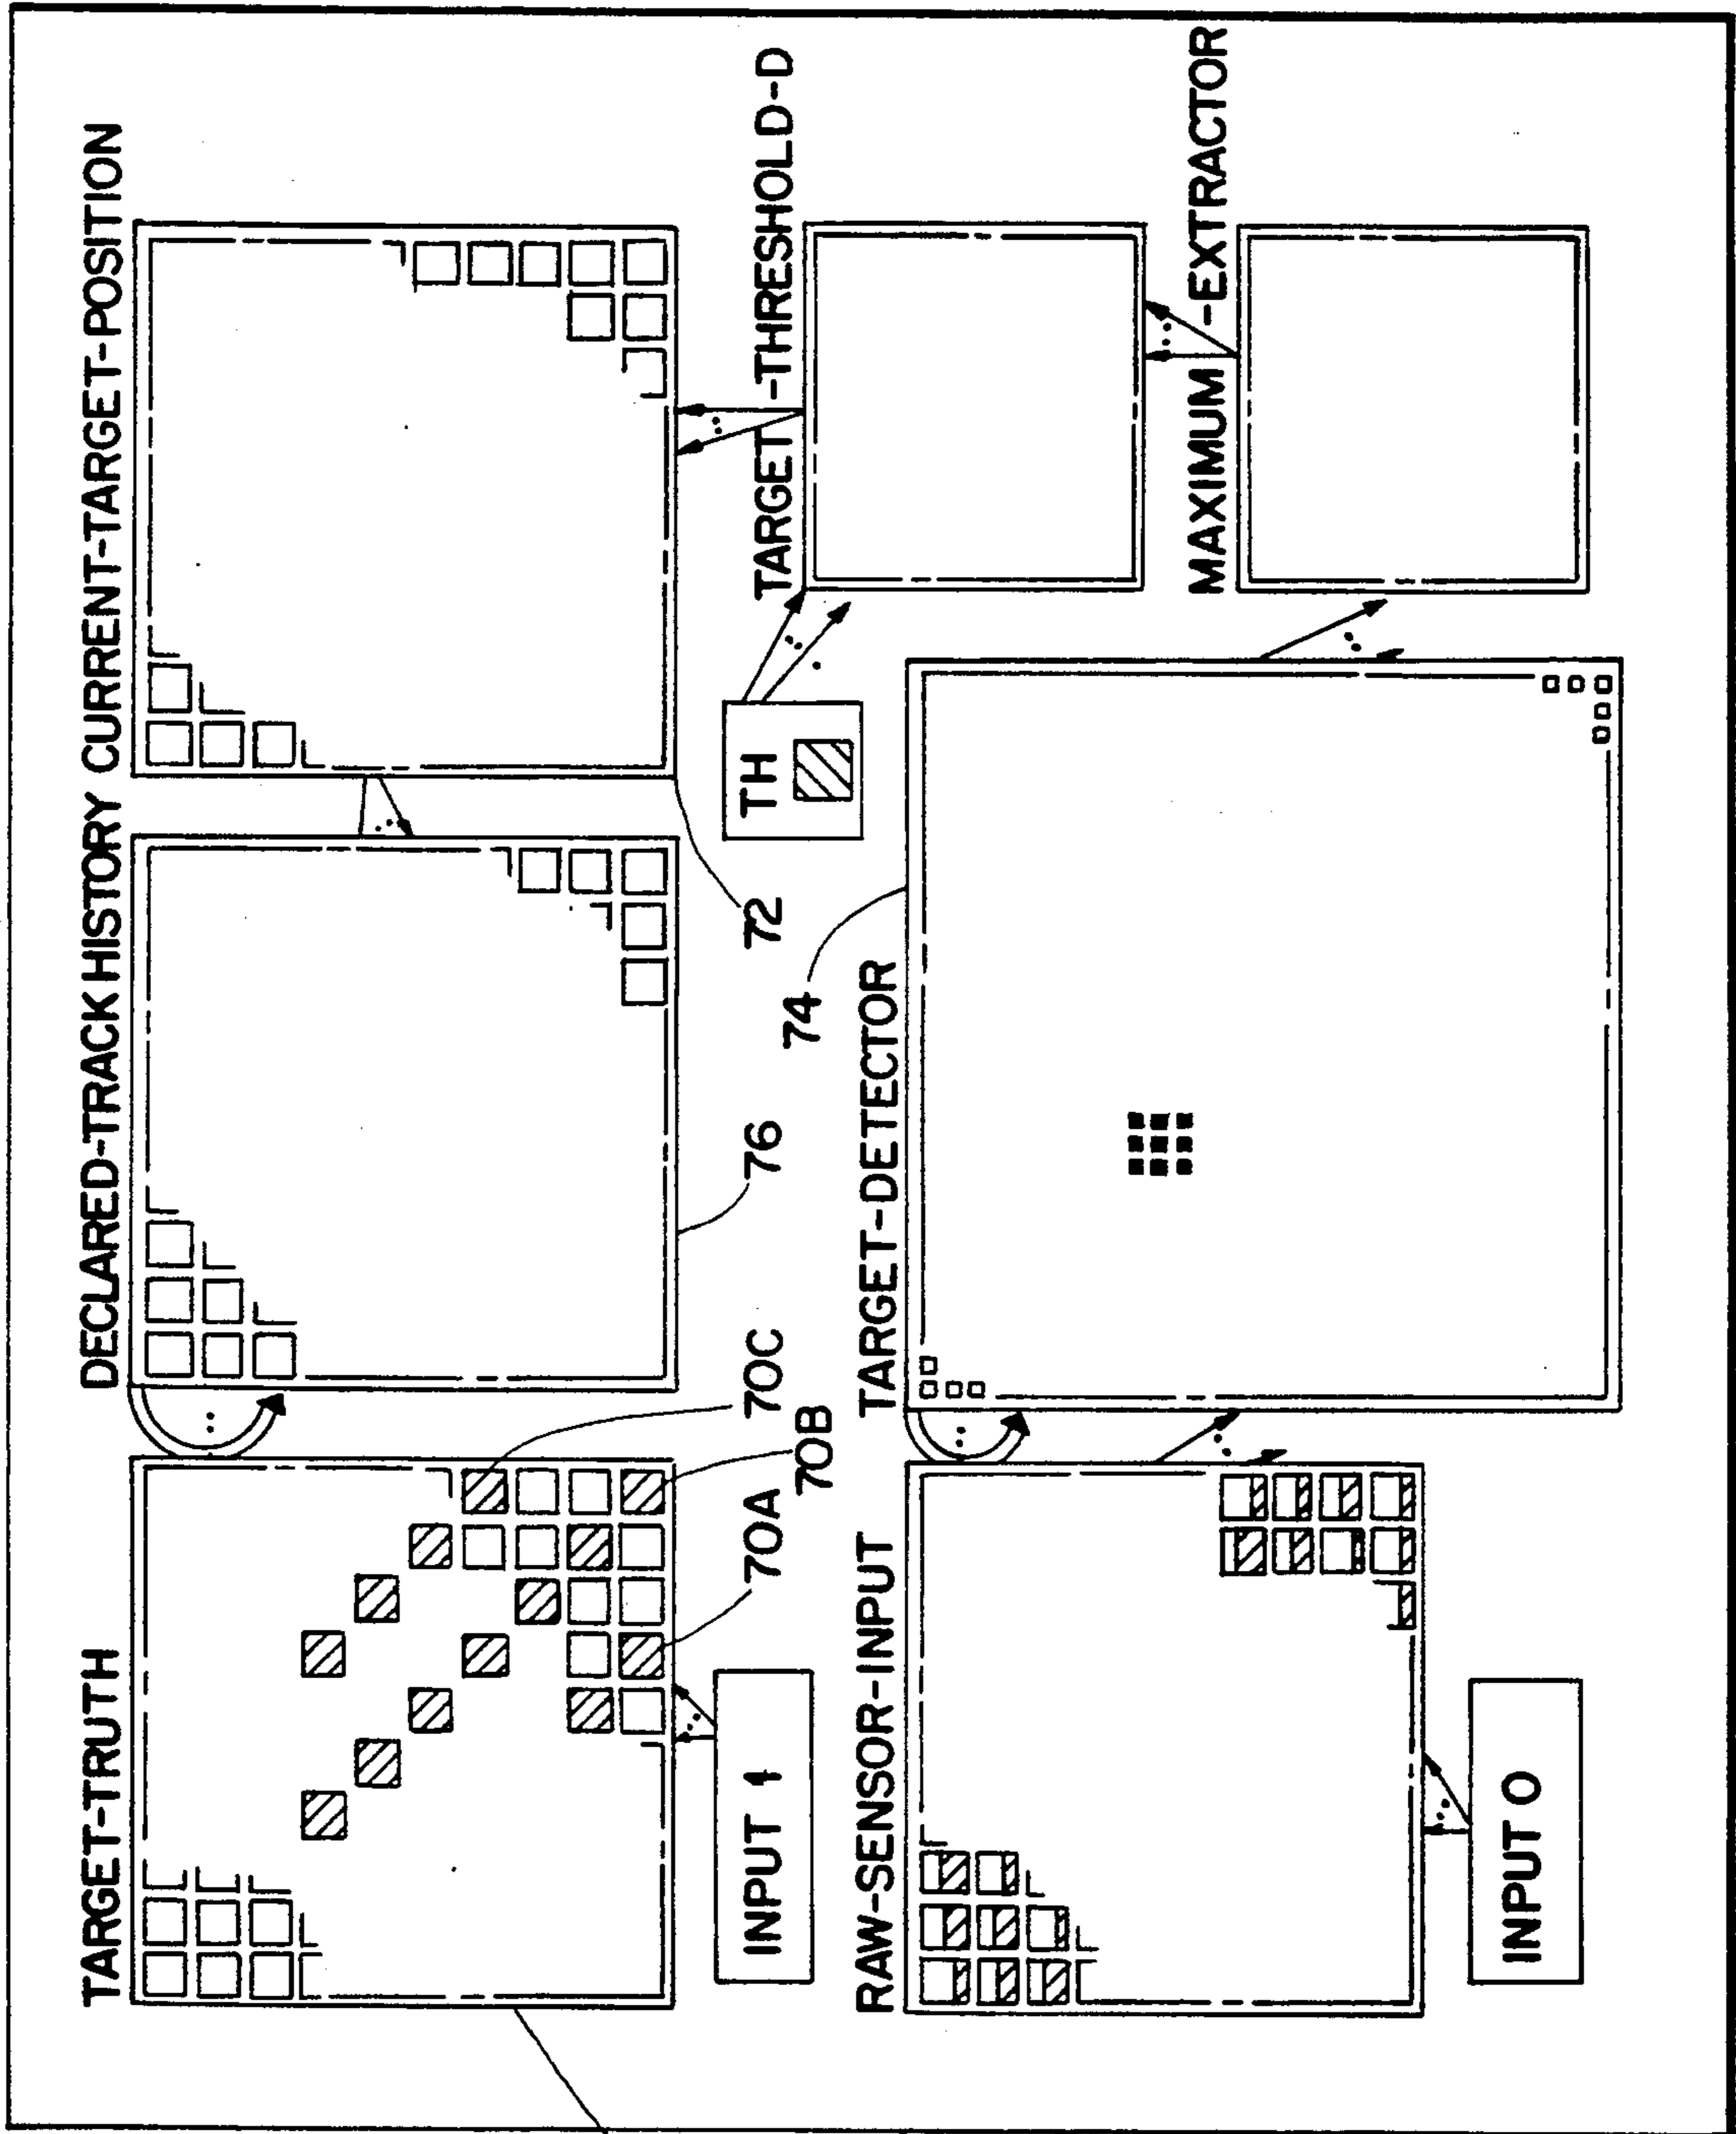 TARGET-TRUTH
DECLARED-TRACK HISTORY
CURRENT-TARGET-POSITION
INPUT 1
70A
70B
70C
76
72
TH
TARGET-THRESHOLD-D
RAW-SENSOR-INPUT
TARGET-DETECTOR
74
MAXIMUM-EXTRACTOR
INPUT 0